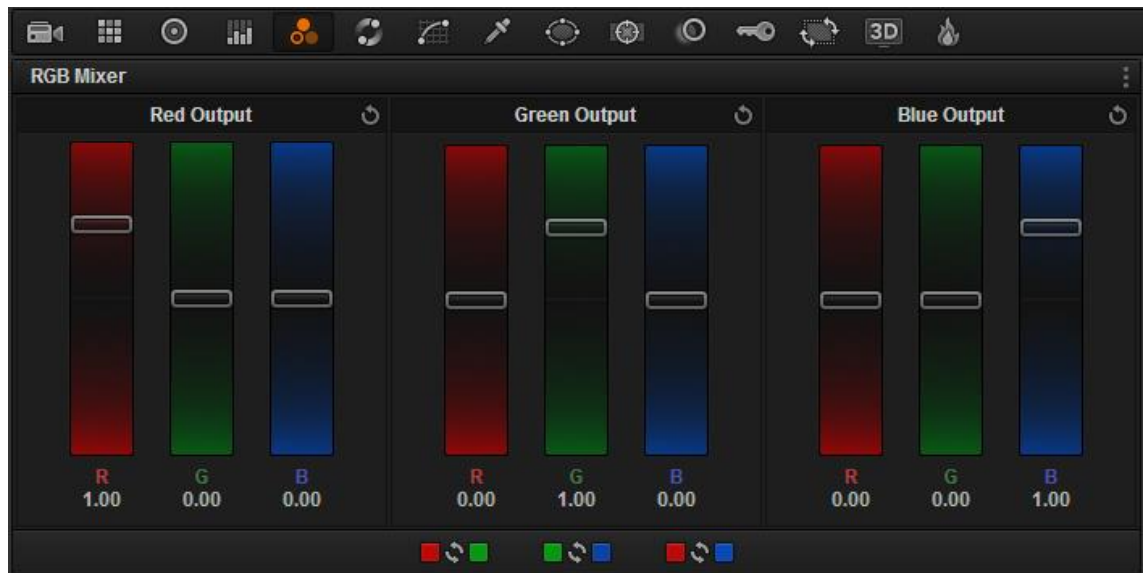 3D
RGB Mixer
Red Output
Green Output
Blue Output
R G B R G B R G B
1.00 0.00 0.00 0.00 1.00 0.00 0.00 0.00 1.00